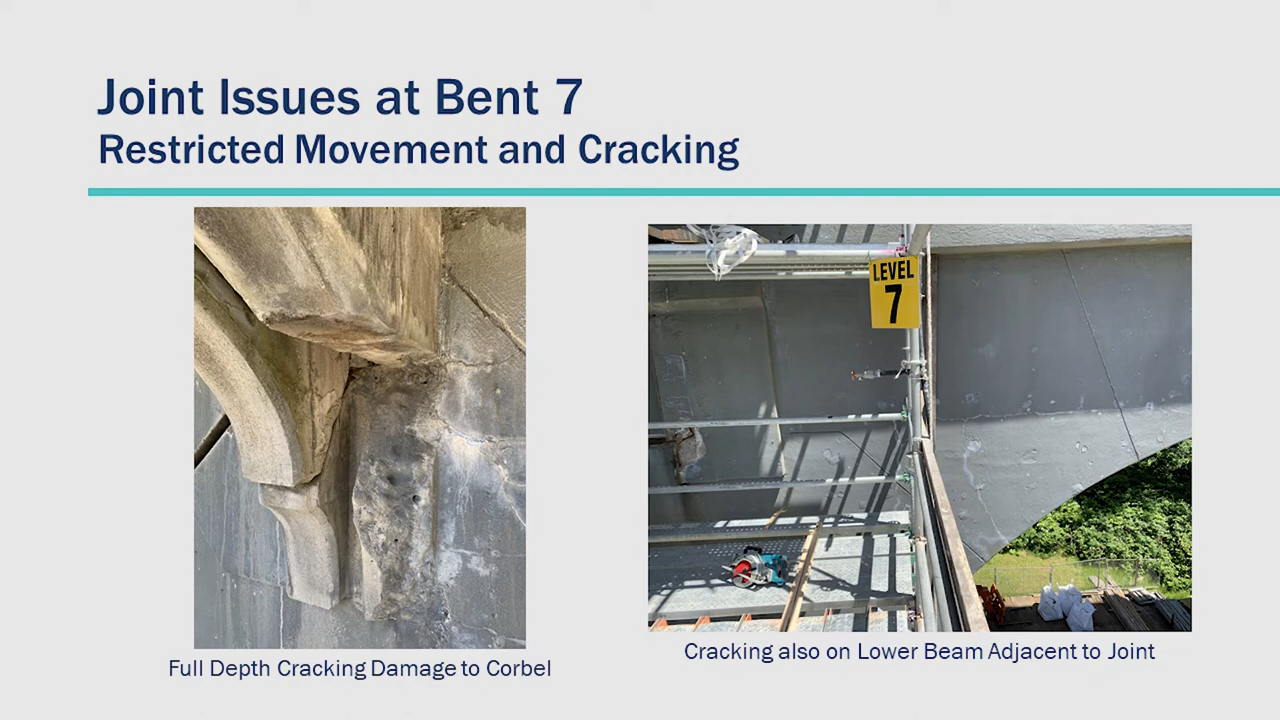 Joint Issues at Bent 7
Restricted Movement and Cracking
LEVEL
7
Full Depth Cracking Damage to Corbel
Cracking also on Lower Beam Adjacent to Joint